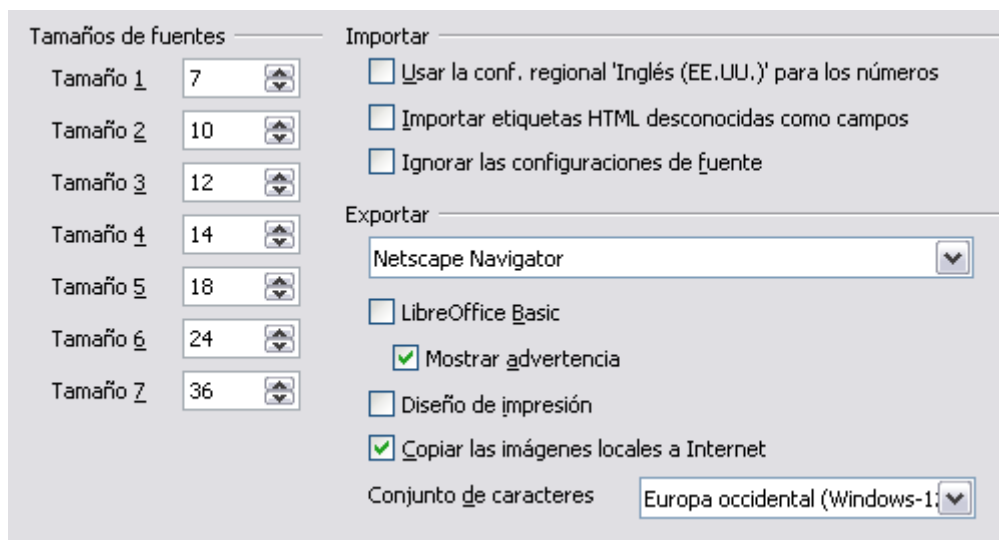 Tamaños de fuentes
Tamaño 1 7
Tamaño 2 10
Tamaño 3 12
Tamaño 4 14
Tamaño 5 18
Tamaño 6 24
Tamaño 7 36
Importar
Usar la conf. regional 'Inglés (EE.UU.)' para los números
Importar etiquetas HTML desconocidas como campos
Ignorar las configuraciones de fuente
Exportar
Netscape Navigator
LibreOffice Basic
Mostrar advertencia
Diseño de impresión
Copiar las imágenes locales a Internet
Conjunto de caracteres Europa occidental (Windows-1